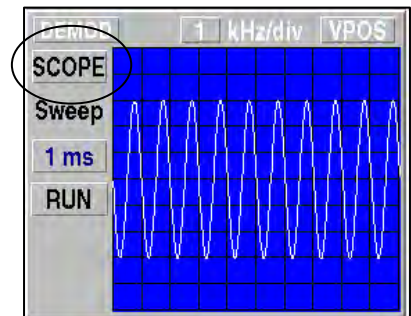 DEMOD 1 kHz/div VPOS
SCOPE
Sweep
1 ms
RUN